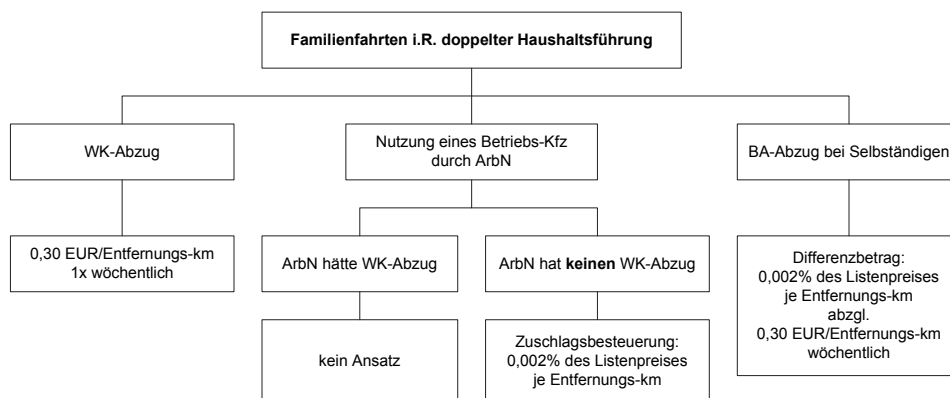 Familienfahrten i.R. doppelter Haushaltsführung
WK-Abzug
Nutzung eines Betriebs-Kfz
durch ArbN
BA-Abzug bei Selbständigen
0,30 EUR/Entfernungs-km
1x wöchentlich
ArbN hätte WK-Abzug
ArbN hat keinen WK-Abzug
Differenzbetrag:
0,002% des Listenpreises
je Entfernungs-km
abzgl.
0,30 EUR/Entfernungs-km
wöchentlich
kein Ansatz
Zuschlagsbesteuerung:
0,002% des Listenpreises
je Entfernungs-km